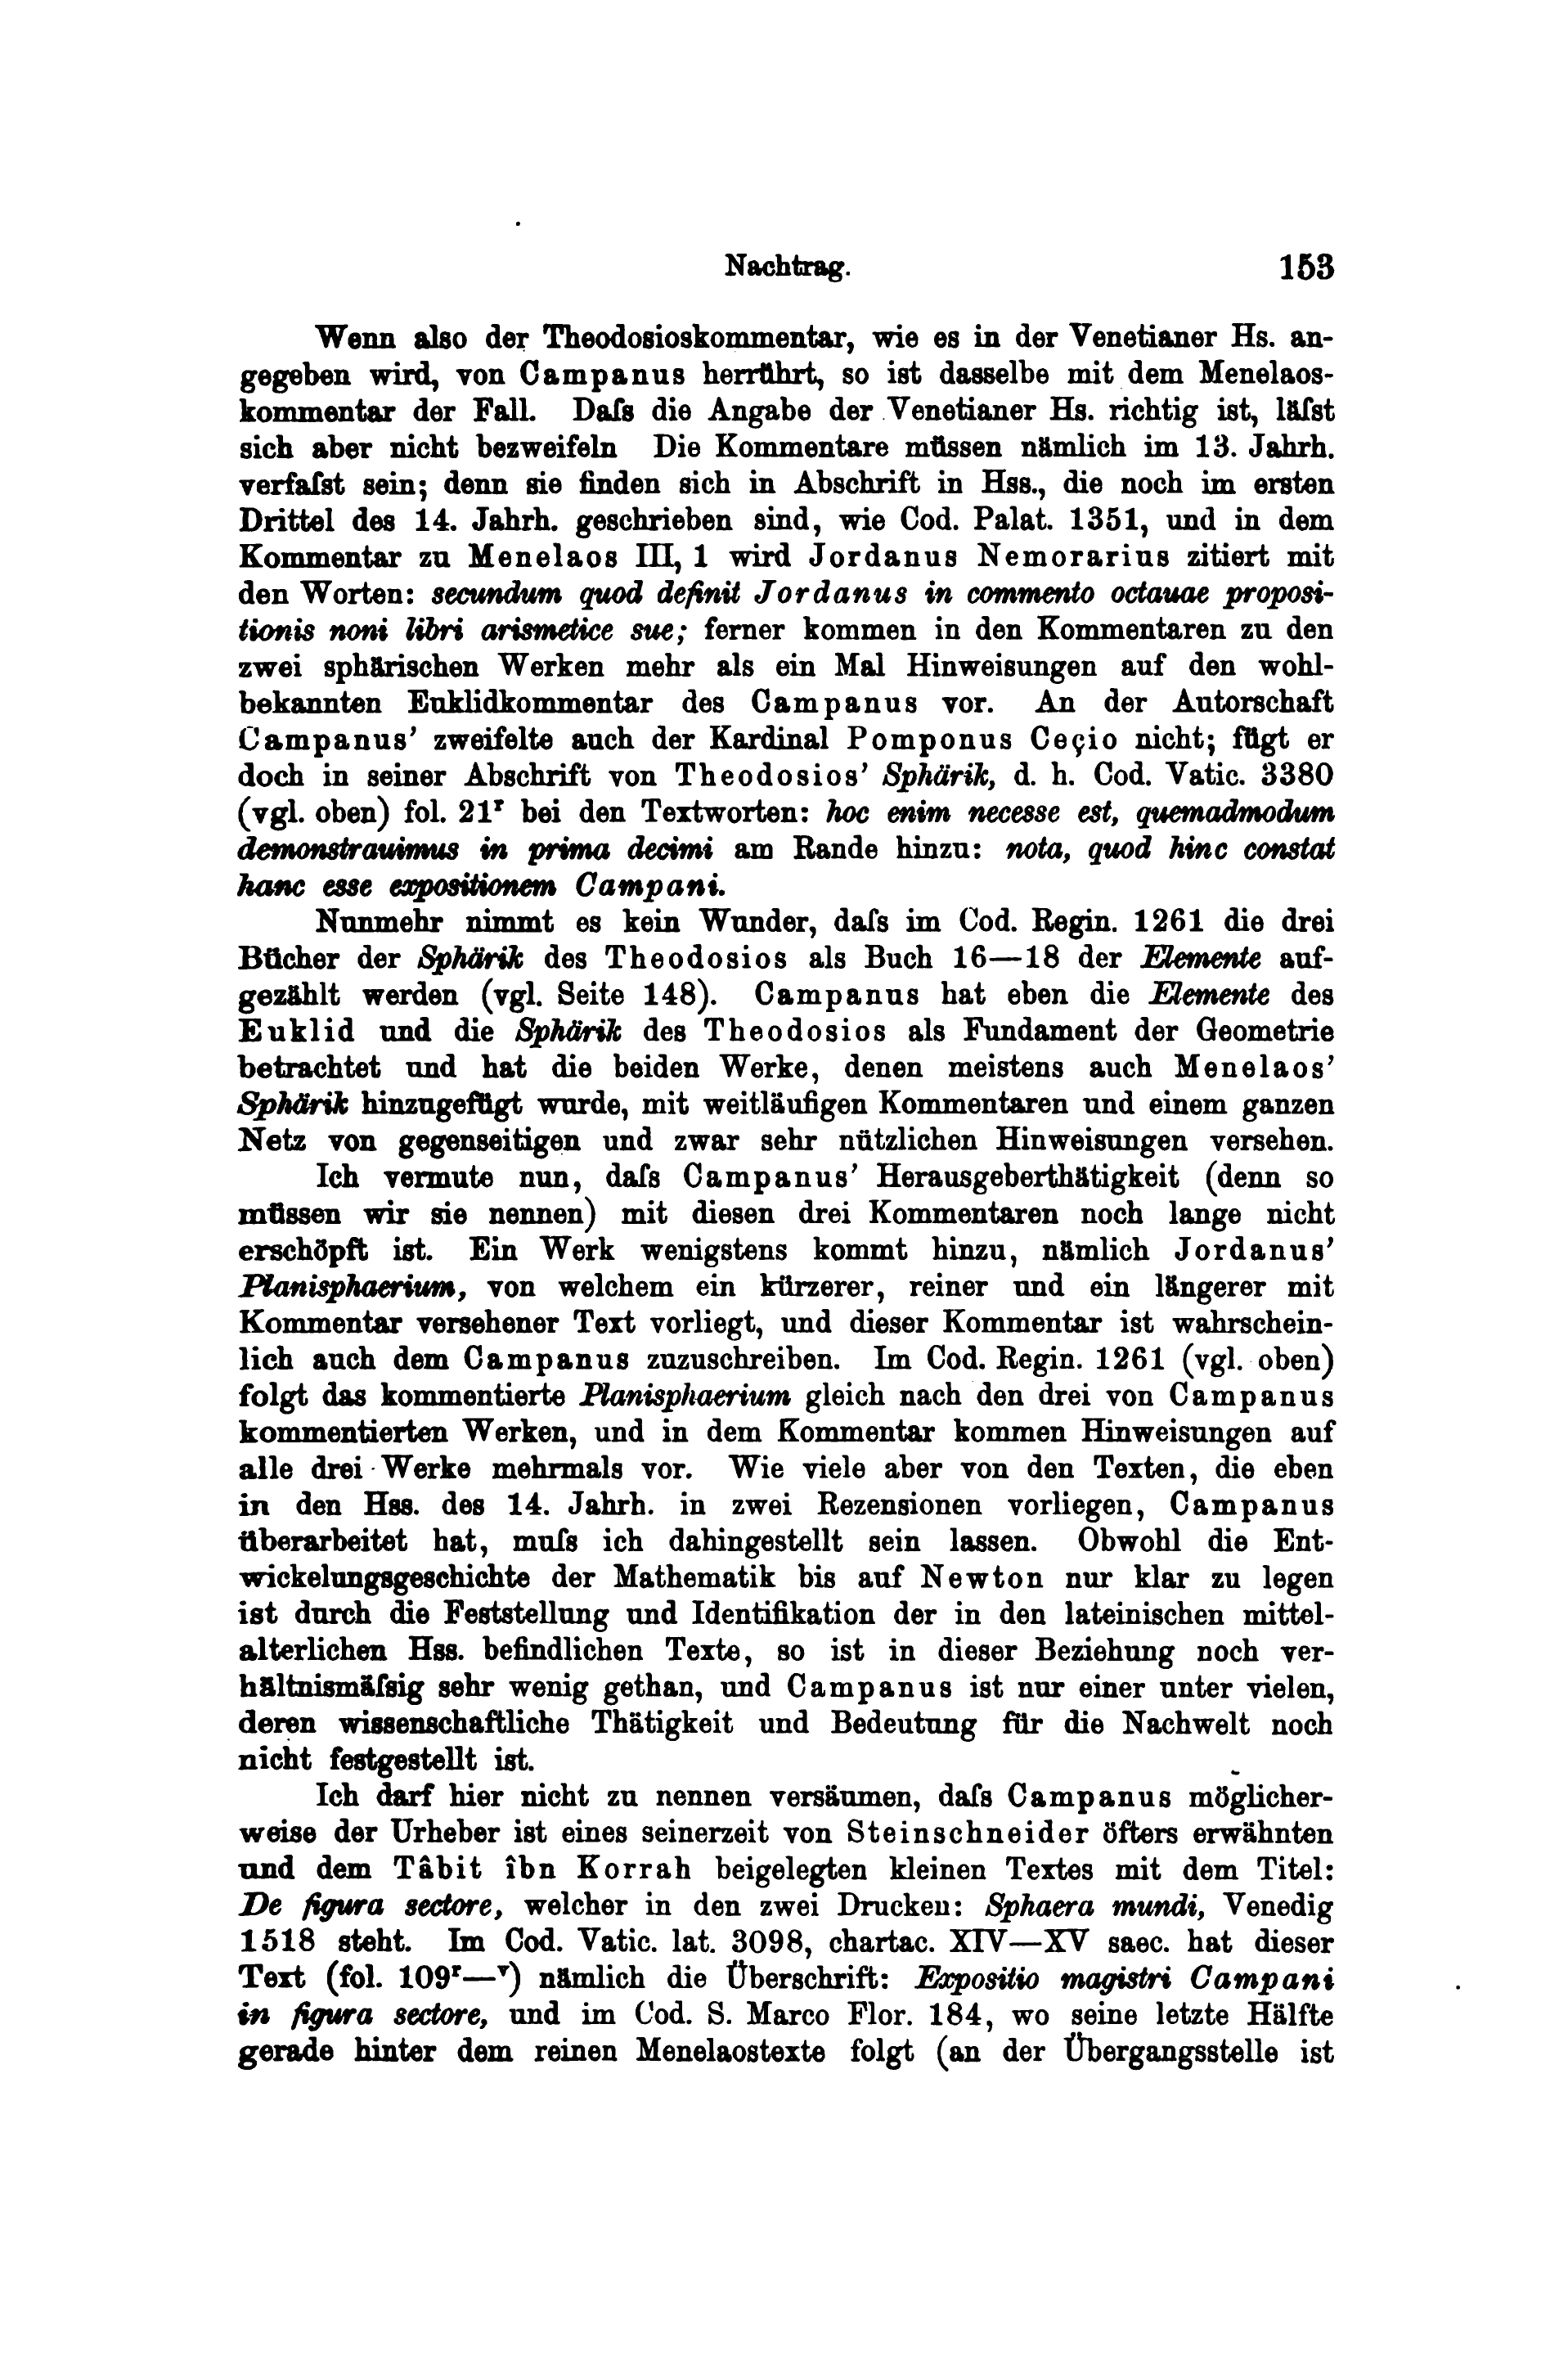 Nachtrag. 153
Wenn also der Theodosioskommentar, wie es in der Venetianer Hs. an-
gegeben wird, von Campanus herrührt, so ist dasselbe mit dem Menelaos-
kommentar der Fall. Daſs die Angabe der Venetianer Hs. richtig ist, läſst
sich aber nicht bezweifeln Die Kommentare müssen nämlich im 13. Jahrh.
verfaſst sein; denn sie finden sich in Abschrift in Hss., die noch im ersten
Drittel des 14. Jahrh. geschrieben sind, wie Cod. Palat. 1351, und in dem
Kommentar zu Menelaos III, 1 wird Jordanus Nemorarius zitiert mit
den Worten: secundum quod definit Jordanus in commento octauae proposi-
tionis noni libri arismetice sue; ferner kommen in den Kommentaren zu den
zwei sphärischen Werken mehr als ein Mal Hinweisungen auf den wohl-
bekannten Euklidkommentar des Campanus vor. An der Autorschaft
Campanus' zweifelte auch der Kardinal Pomponus Ceçio nicht; fügt er
doch in seiner Abschrift von Theodosios' Sphärik, d. h. Cod. Vatic. 3380
(vgl. oben) fol. 21ʳ bei den Textworten: hoc enim necesse est, quemadmodum
demonstrauimus in prima decimi am Rande hinzu: nota, quod hinc constat
hanc esse expositionem Campani.
Nunmehr nimmt es kein Wunder, daſs im Cod. Regin. 1261 die drei
Bücher der Sphärik des Theodosios als Buch 16—18 der Elemente auf-
gezählt werden (vgl. Seite 148). Campanus hat eben die Elemente des
Euklid und die Sphärik des Theodosios als Fundament der Geometrie
betrachtet und hat die beiden Werke, denen meistens auch Menelaos'
Sphärik hinzugefügt wurde, mit weitläufigen Kommentaren und einem ganzen
Netz von gegenseitigen und zwar sehr nützlichen Hinweisungen versehen.
Ich vermute nun, daſs Campanus' Herausgeberthätigkeit (denn so
müssen wir sie nennen) mit diesen drei Kommentaren noch lange nicht
erschöpft ist. Ein Werk wenigstens kommt hinzu, nämlich Jordanus'
Planisphaerium, von welchem ein kürzerer, reiner und ein längerer mit
Kommentar versehener Text vorliegt, und dieser Kommentar ist wahrschein-
lich auch dem Campanus zuzuschreiben. Im Cod. Regin. 1261 (vgl. oben)
folgt das kommentierte Planisphaerium gleich nach den drei von Campanus
kommentierten Werken, und in dem Kommentar kommen Hinweisungen auf
alle drei Werke mehrmals vor. Wie viele aber von den Texten, die eben
in den Hss. des 14. Jahrh. in zwei Rezensionen vorliegen, Campanus
überarbeitet hat, muſs ich dahingestellt sein lassen. Obwohl die Ent-
wickelungsgeschichte der Mathematik bis auf Newton nur klar zu legen
ist durch die Feststellung und Identifikation der in den lateinischen mittel-
alterlichen Hss. befindlichen Texte, so ist in dieser Beziehung noch ver-
hältnismäſsig sehr wenig gethan, und Campanus ist nur einer unter vielen,
deren wissenschaftliche Thätigkeit und Bedeutung für die Nachwelt noch
nicht festgestellt ist.
Ich darf hier nicht zu nennen versäumen, daſs Campanus möglicher-
weise der Urheber ist eines seinerzeit von Steinschneider öfters erwähnten
und dem Tâbit îbn Korrah beigelegten kleinen Textes mit dem Titel:
De figura sectore, welcher in den zwei Drucken: Sphaera mundi, Venedig
1518 steht. Im Cod. Vatic. lat. 3098, chartac. XIV—XV saec. hat dieser
Text (fol. 109ʳ—ᵛ) nämlich die Überschrift: Expositio magistri Campani
in figura sectore, und im Cod. S. Marco Flor. 184, wo seine letzte Hälfte
gerade hinter dem reinen Menelaostexte folgt (an der Übergangsstelle ist